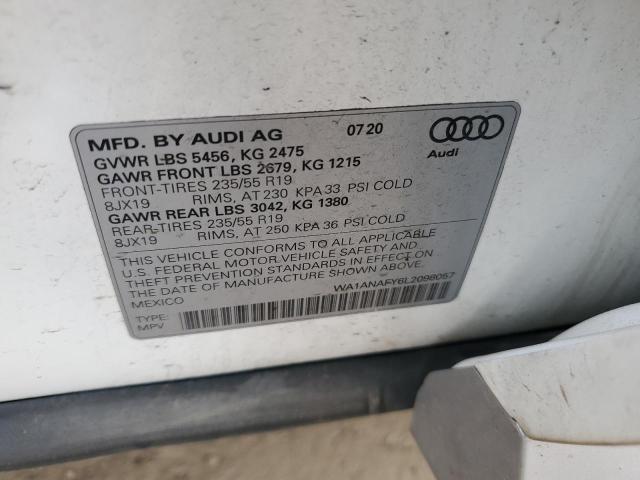 MFD. BY AUDI AG 07 20
GVWR LBS 5456, KG 2475
GAWR FRONT LBS 2679, KG 1215
FRONT-TIRES 235/55 R19
8JX19 RIMS, AT 230 KPA 33 PSI COLD
GAWR REAR LBS 3042, KG 1380
REAR-TIRES 235/55 R19
8JX19 RIMS, AT 250 KPA 36 PSI COLD
Audi
THIS VEHICLE CONFORMS TO ALL APPLICABLE
U.S. FEDERAL MOTOR VEHICLE SAFETY AND
THEFT PREVENTION STANDARDS IN EFFECT ON
THE DATE OF MANUFACTURE SHOWN ABOVE.
MEXICO
WA1ANAFY6L2098057
TYPE:
MPV